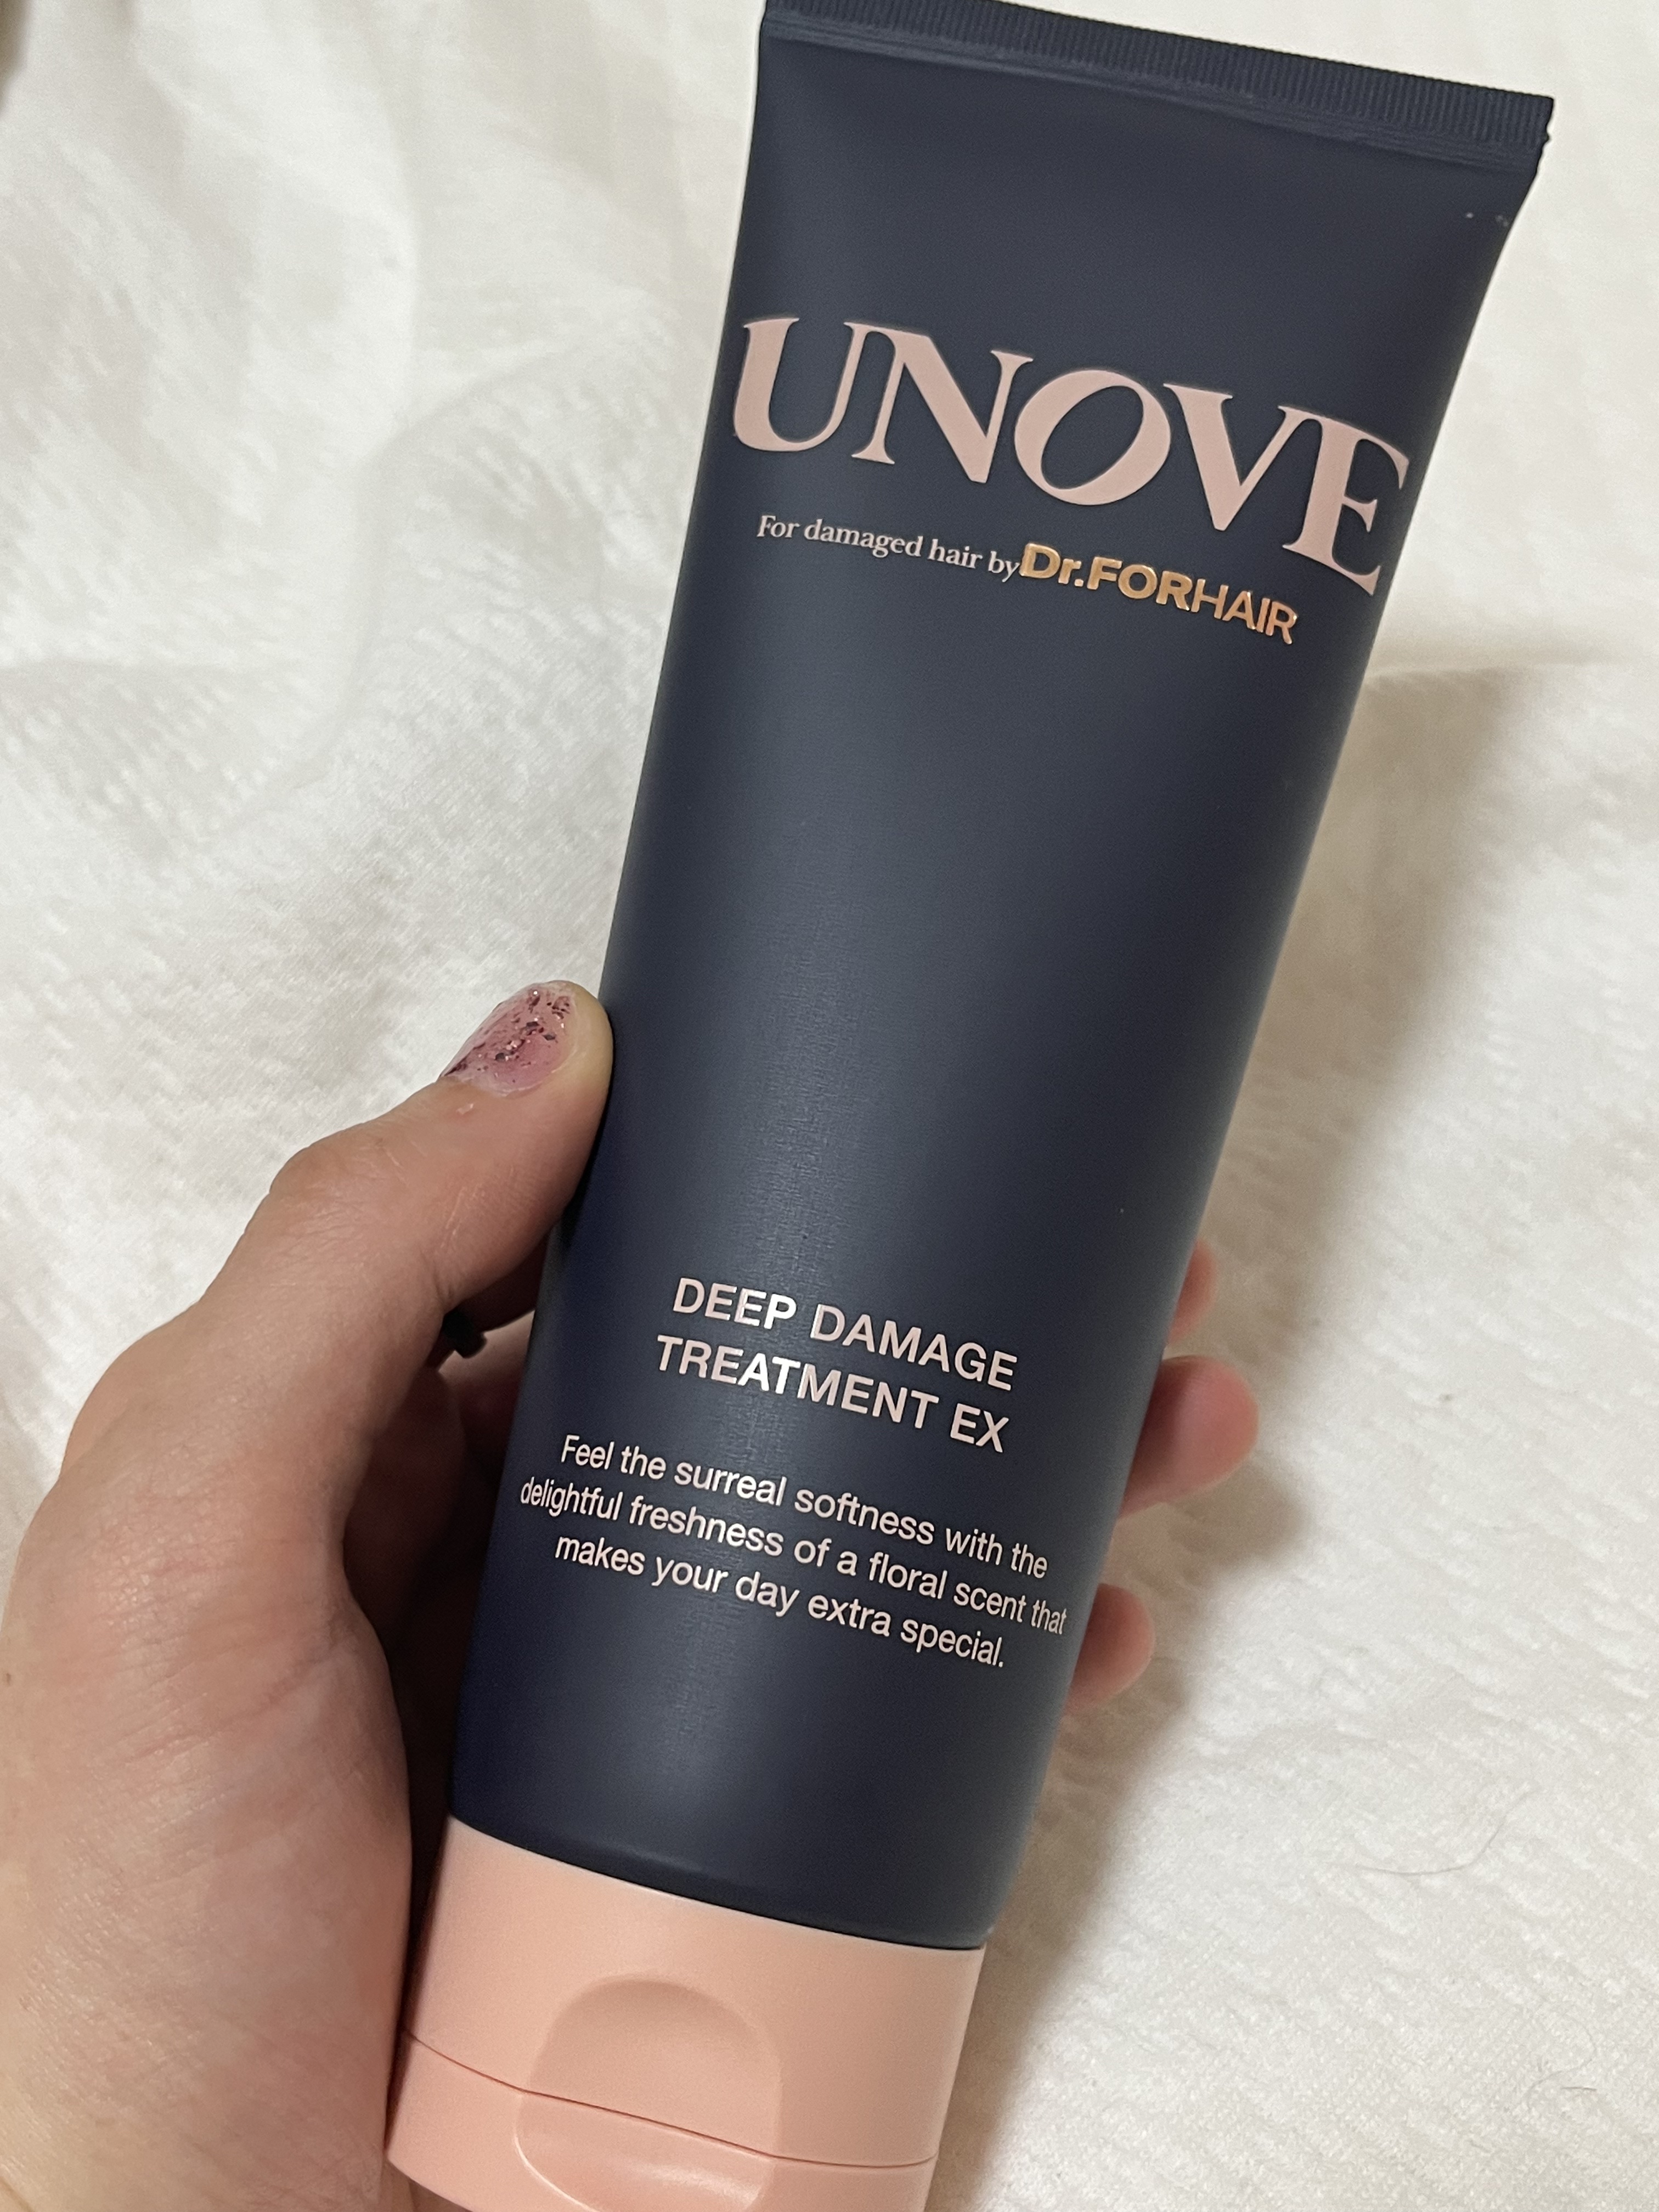 UNOVE
For damaged hair by Dr.FORHAIR
DEEP DAMAGE
TREATMENT EX
Feel the surreal softness with the
delightful freshness of a floral scent that
makes your day extra special.